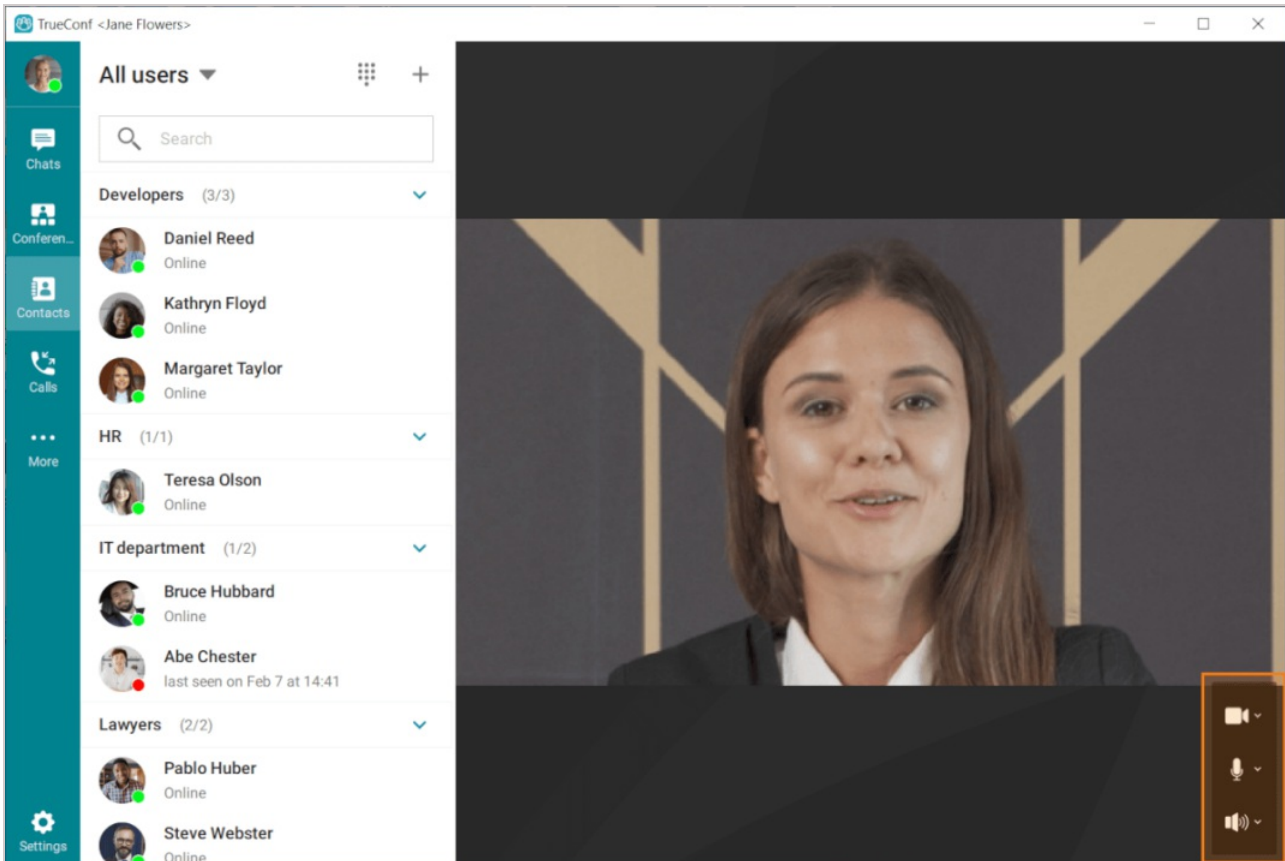 TrueConf <Jane Flowers>
All users
Search
Chats
Conferen...
Contacts
Calls
More
Settings
Developers (3/3)
Daniel Reed
Online
Kathryn Floyd
Online
Margaret Taylor
Online
HR (1/1)
Teresa Olson
Online
IT department (1/2)
Bruce Hubbard
Online
Abe Chester
last seen on Feb 7 at 14:41
Lawyers (2/2)
Pablo Huber
Online
Steve Webster
Online